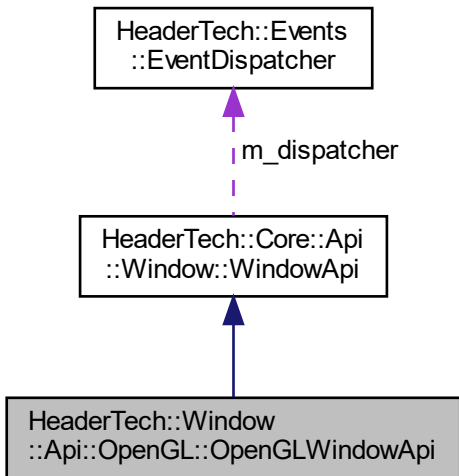 HeaderTech::Events
::EventDispatcher
m_dispatcher
HeaderTech::Core::Api
::Window::WindowApi
HeaderTech::Window
::Api::OpenGL::OpenGLWindowApi